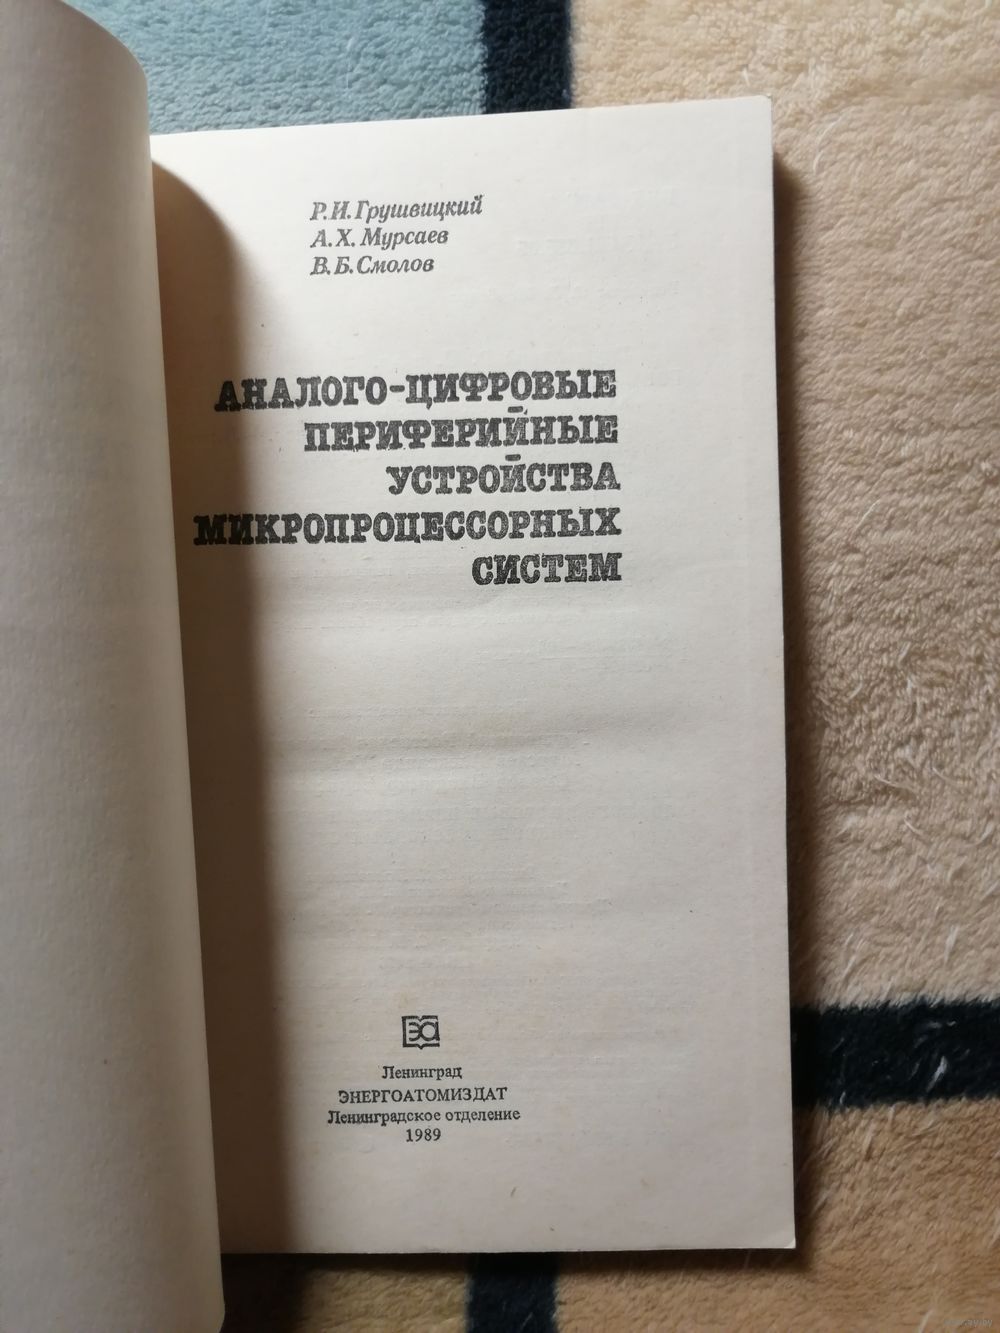 Р. И. Грушвицкий
А. Х. Мурсаев
В. Б. Смолов
АНАЛОГО-ЦИФРОВЫЕ
ПЕРИФЕРИЙНЫЕ
УСТРОЙСТВА
МИКРОПРОЦЕССОРНЫХ
СИСТЕМ
Ленинград
ЭНЕРГОАТОМИЗДАТ
Ленинградское отделение
1989